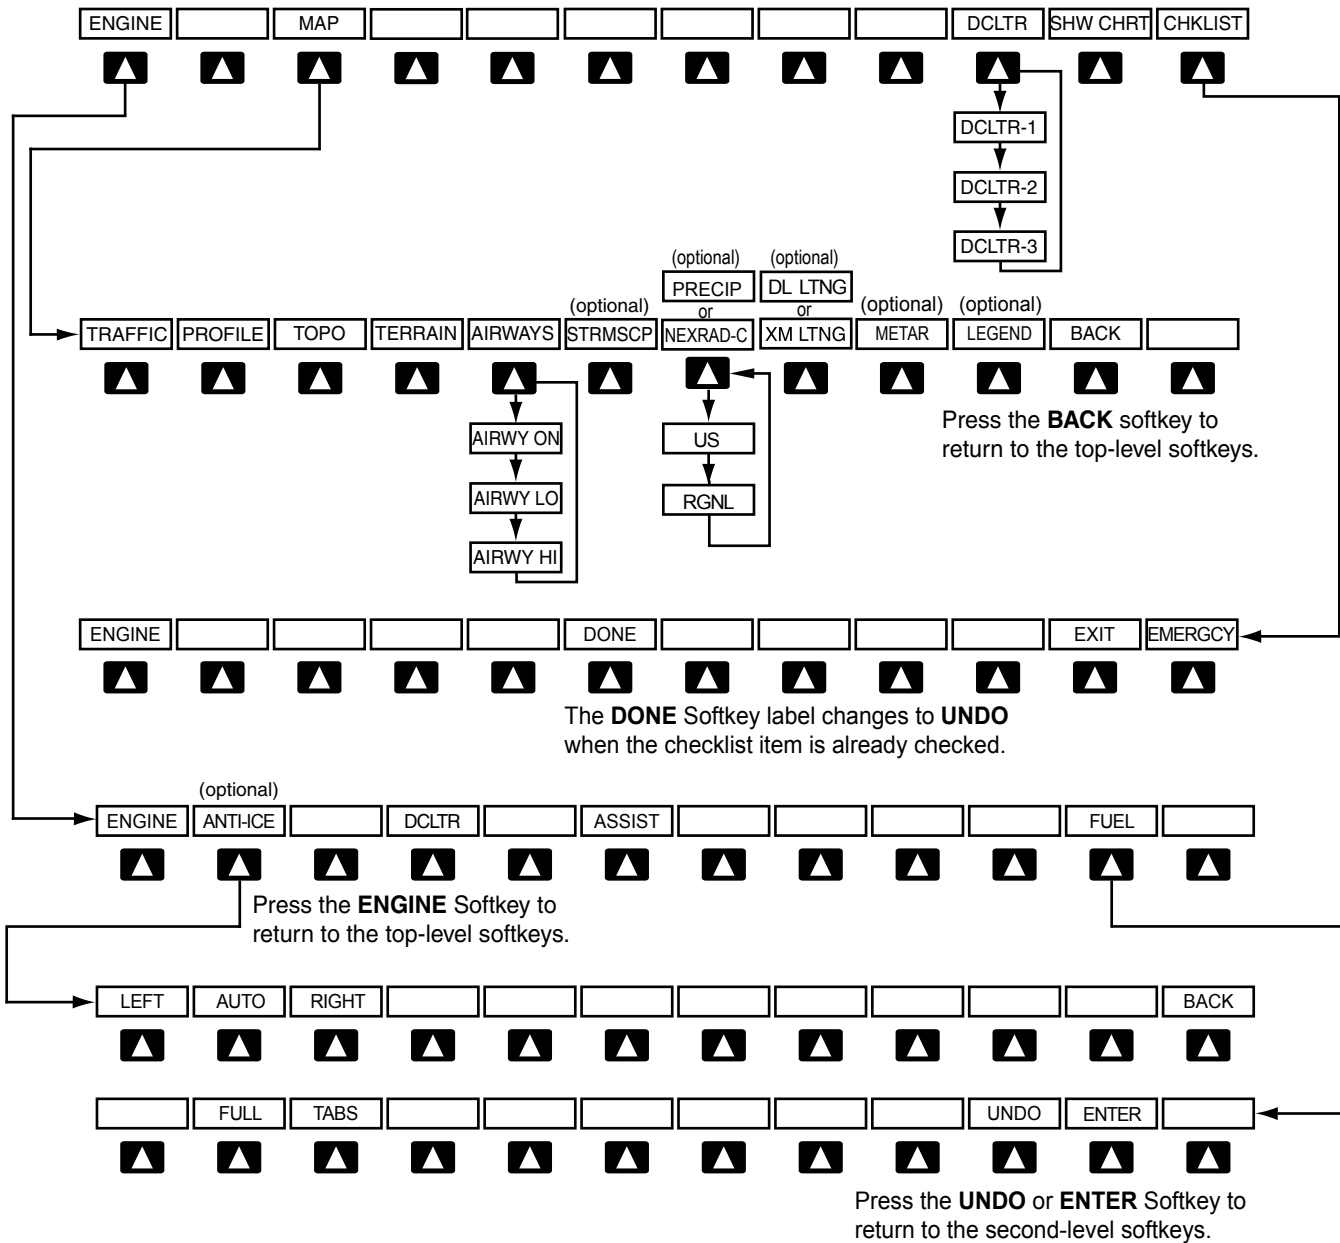 ENGINE MAP DCLTR SHW CHRT CHKLIST
DCLTR-1
DCLTR-2
DCLTR-3
(optional) (optional)
PRECIP DL LTNG
(optional) or or (optional) (optional)
TRAFFIC PROFILE TOPO TERRAIN AIRWAYS STRMSCP NEXRAD-C XM LTNG METAR LEGEND BACK
Press the BACK softkey to
return to the top-level softkeys.
AIRWY ON US
AIRWY LO RGNL
AIRWY HI
ENGINE DONE EXIT EMERGCY
The DONE Softkey label changes to UNDO
when the checklist item is already checked.
(optional)
ENGINE ANTI-ICE DCLTR ASSIST FUEL
Press the ENGINE Softkey to
return to the top-level softkeys.
LEFT AUTO RIGHT BACK
FULL TABS UNDO ENTER
Press the UNDO or ENTER Softkey to
return to the second-level softkeys.